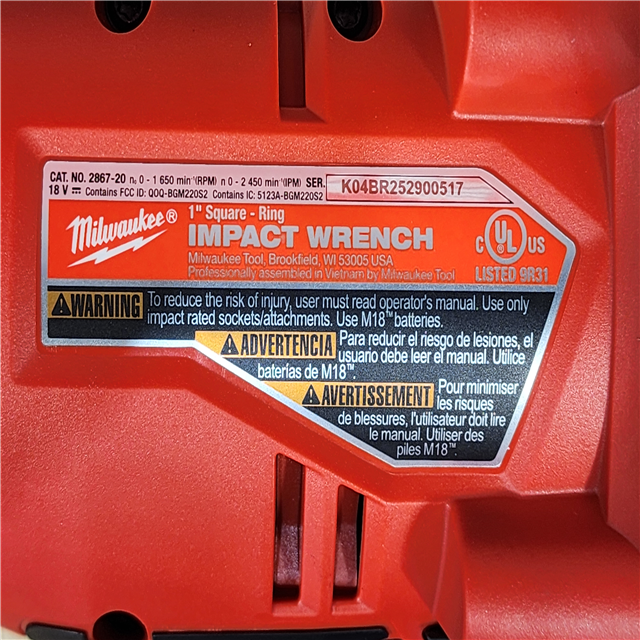 CAT. NO. 2867-20 n₀ 0 - 1 650 min⁻¹(RPM) n 0 - 2 450 min⁻¹(IPM) SER. K04BR252900517
18 V ⎓ Contains FCC ID: QOQ-BGM220S2 Contains IC: 5123A-BGM220S2
Milwaukee®
1" Square - Ring
IMPACT WRENCH
Milwaukee Tool, Brookfield, WI 53005 USA
Professionally assembled in Vietnam by Milwaukee Tool
C UL US
LISTED 9R31
WARNING To reduce the risk of injury, user must read operator's manual. Use only
impact rated sockets/attachments. Use M18™ batteries.
ADVERTENCIA Para reducir el riesgo de lesiones, el
usuario debe leer el manual. Utilice
baterías de M18™.
AVERTISSEMENT Pour minimiser
les risques
de blessures, l'utilisateur doit lire
le manual. Utiliser des
piles M18™